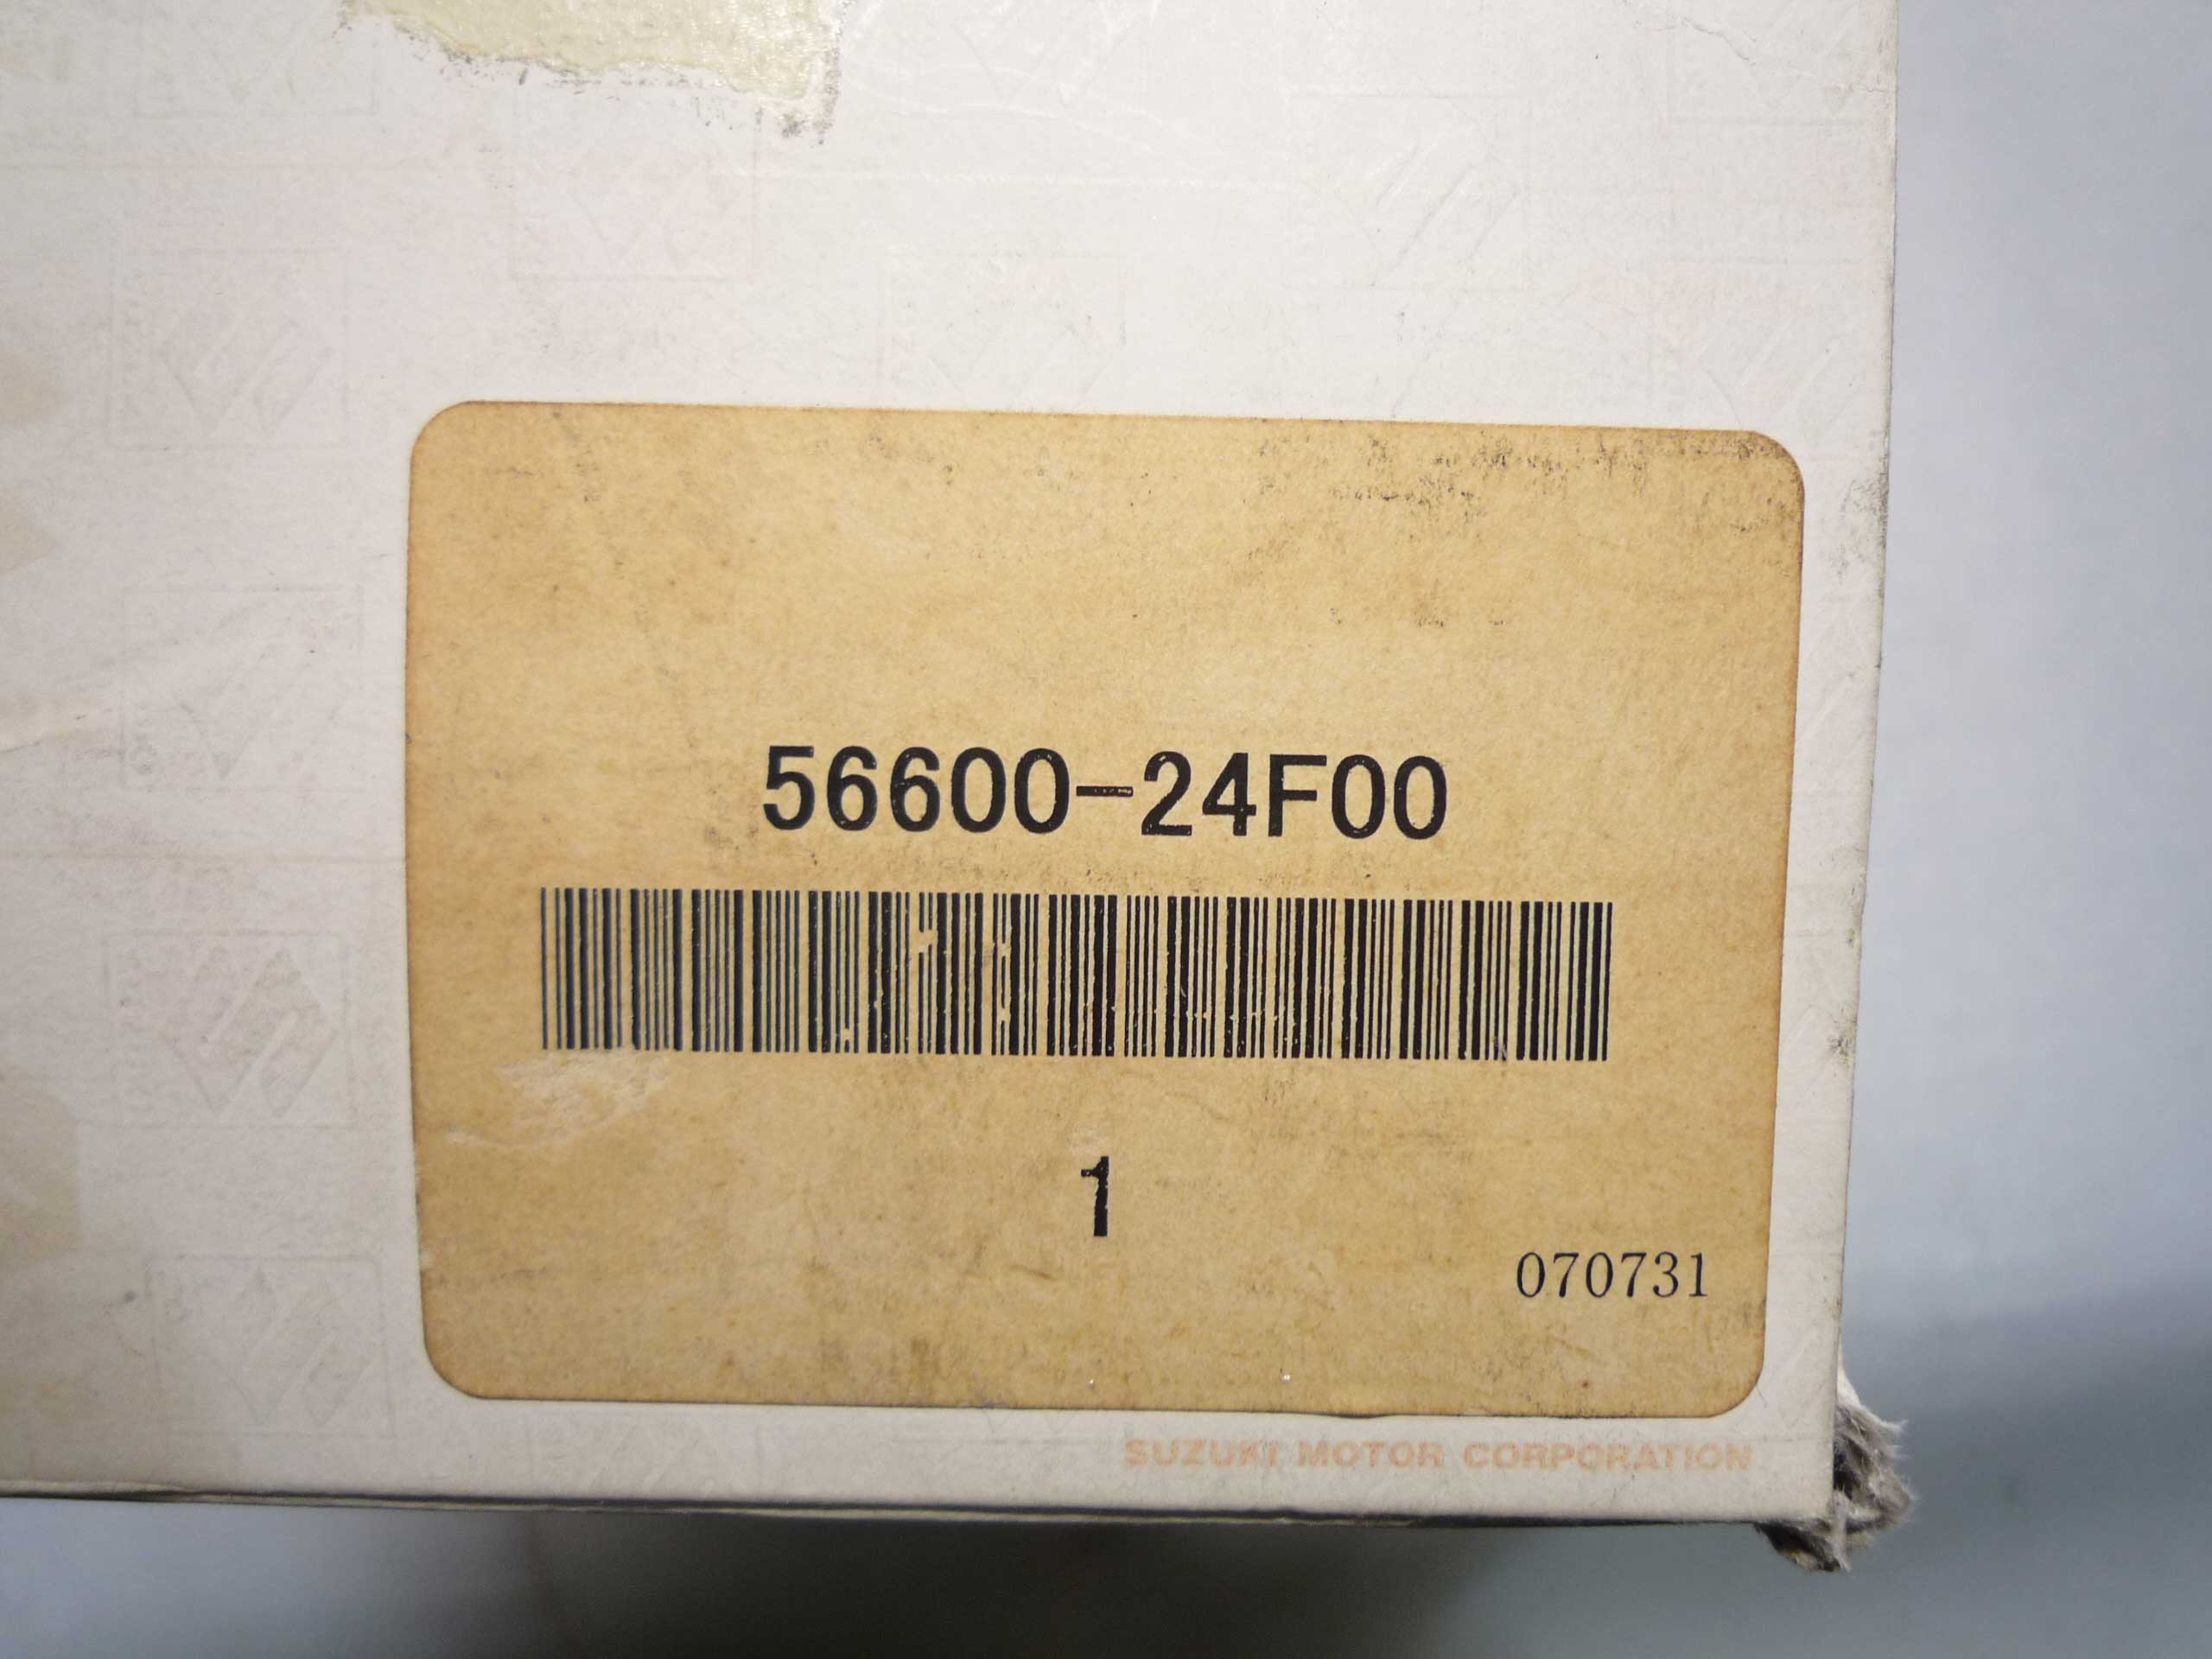 56600-24F00
1
070731
SUZUKI MOTOR CORPORATION